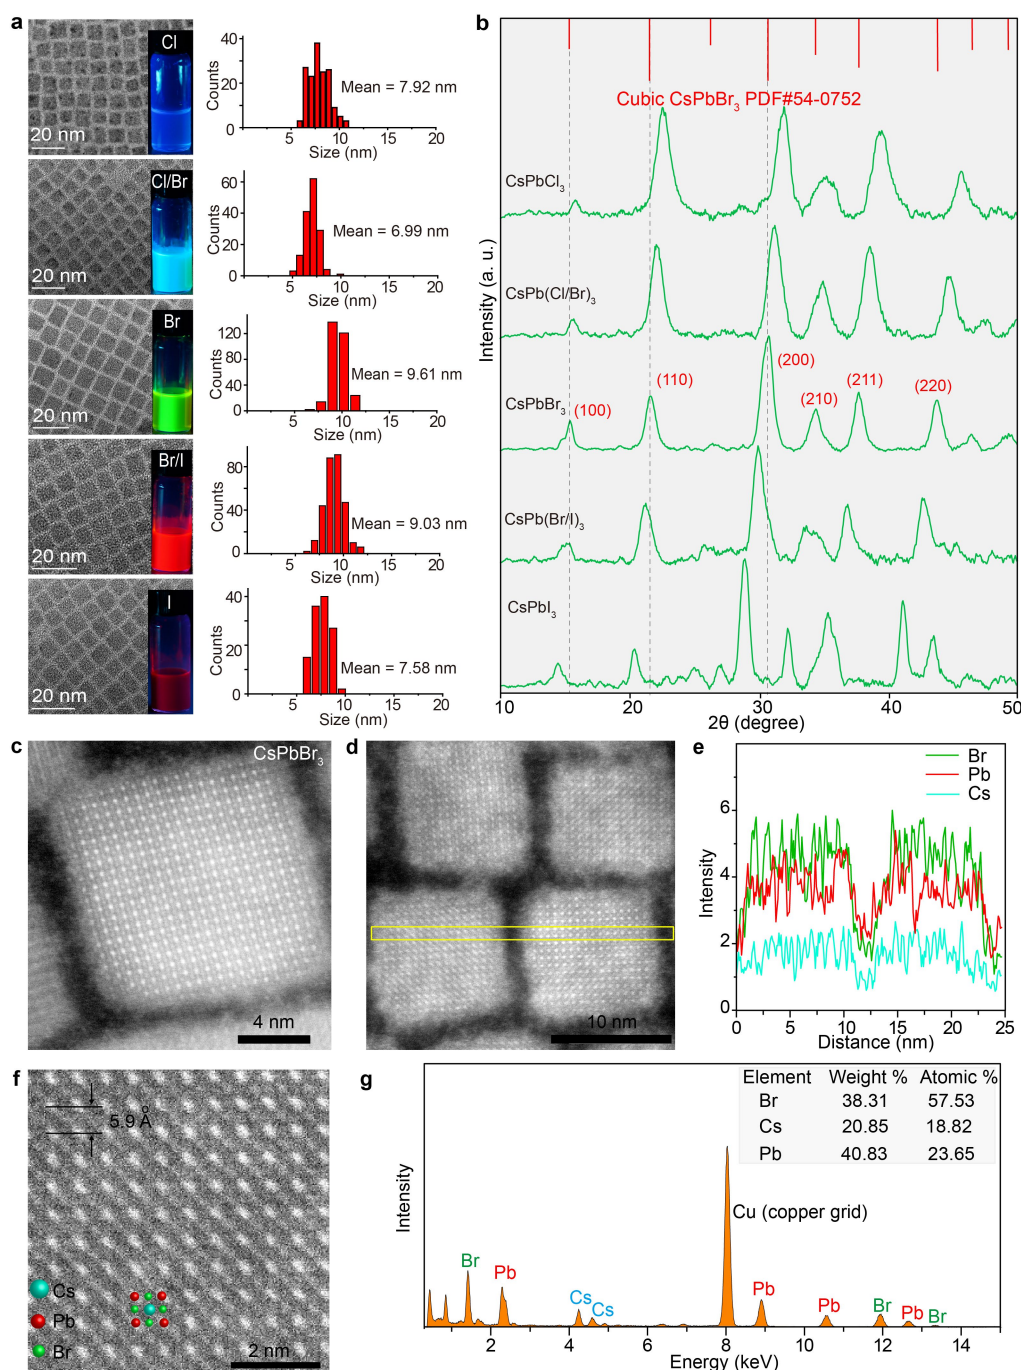 a
Cl
20 nm
Counts
40
20
0
5
10
15
20
Size (nm)
Mean = 7.92 nm
Cl/Br
20 nm
Counts
60
40
20
0
5
10
15
20
Size (nm)
Mean = 6.99 nm
Br
20 nm
Counts
120
80
40
0
5
10
15
20
Size (nm)
Mean = 9.61 nm
Br/I
20 nm
Counts
80
40
0
5
10
15
20
Size (nm)
Mean = 9.03 nm
I
20 nm
Counts
40
20
0
5
10
15
20
Size (nm)
Mean = 7.58 nm
b
Cubic CsPbBr3 PDF#54-0752
CsPbCl3
CsPb(Cl/Br)3
CsPbBr3
(100)
(110)
(200)
(210)
(211)
(220)
CsPb(Br/I)3
CsPbI3
Intensity (a. u.)
10
20
30
40
50
2θ (degree)
c
CsPbBr3
4 nm
d
10 nm
e
Br
Pb
Cs
Intensity
6
4
2
0
0
5
10
15
20
25
Distance (nm)
f
5.9 Å
Cs
Pb
Br
2 nm
g
Element Weight % Atomic %
Br 38.31 57.53
Cs 20.85 18.82
Pb 40.83 23.65
Intensity
Br
Pb
Cs
Cs
Cu (copper grid)
Pb
Pb
Br
Pb
Br
2
4
6
8
10
12
14
Energy (keV)